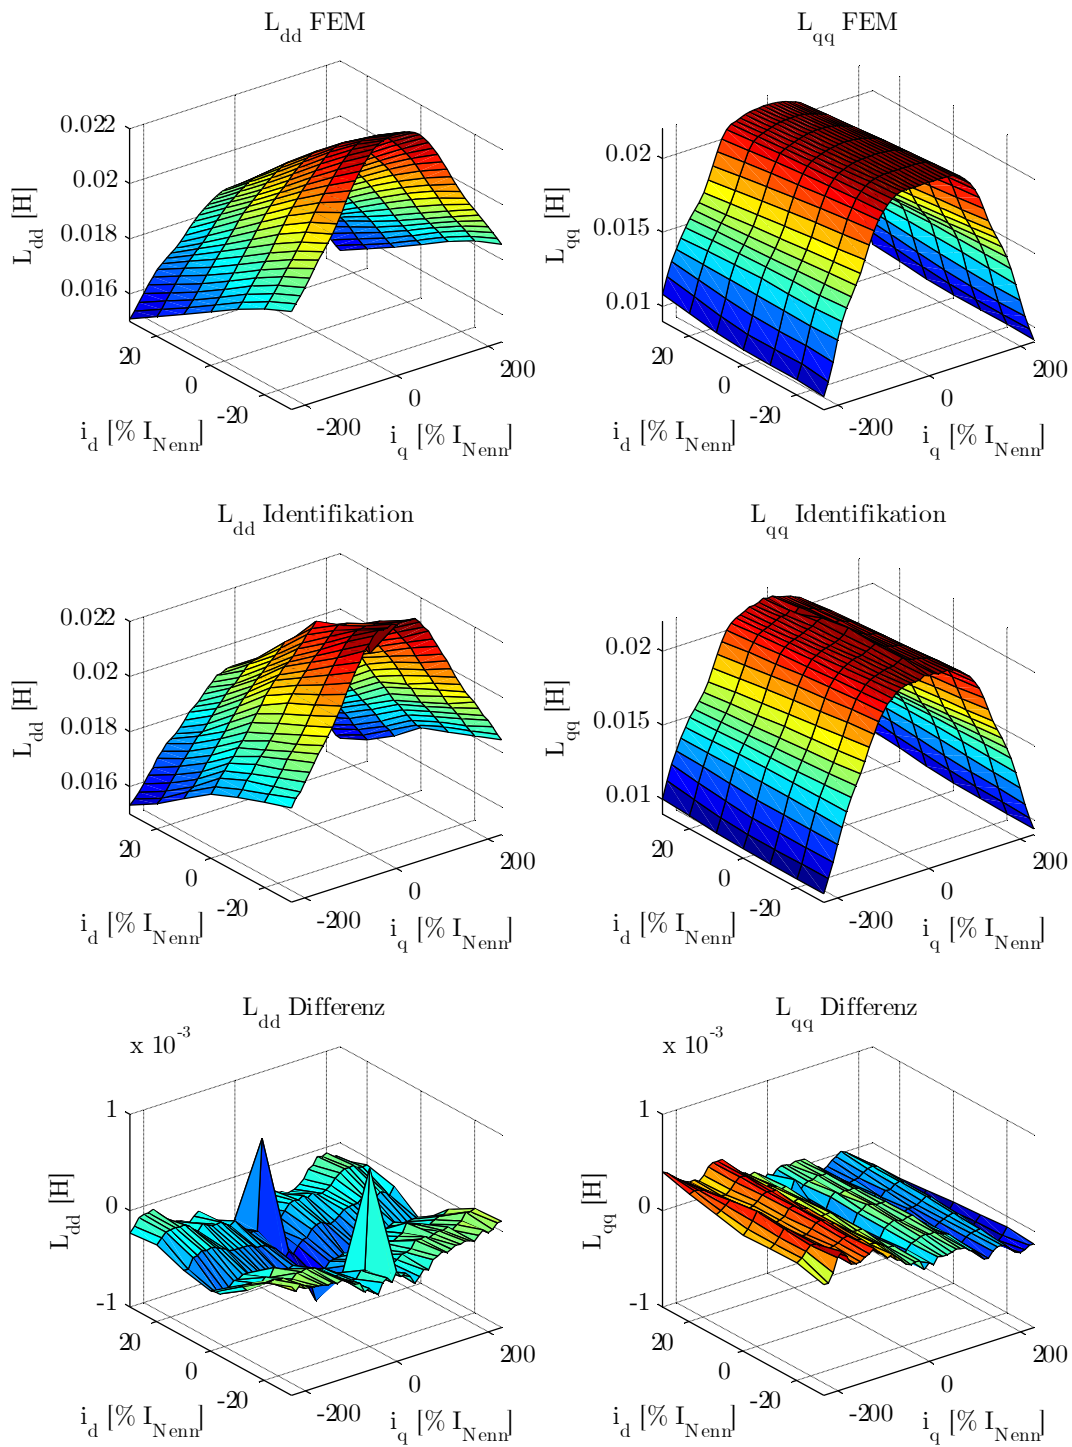 L_dd FEM
0.022
0.02
0.018
0.016
L_dd [H]
20
0
-20
i_d [% I_Nenn]
-200
0
200
i_q [% I_Nenn]
L_qq FEM
0.02
0.015
0.01
L_qq [H]
20
0
-20
i_d [% I_Nenn]
-200
0
200
i_q [% I_Nenn]
L_dd Identifikation
0.022
0.02
0.018
0.016
L_dd [H]
20
0
-20
i_d [% I_Nenn]
-200
0
200
i_q [% I_Nenn]
L_qq Identifikation
0.02
0.015
0.01
L_qq [H]
20
0
-20
i_d [% I_Nenn]
-200
0
200
i_q [% I_Nenn]
L_dd Differenz
x 10^-3
1
0
-1
L_dd [H]
20
0
-20
i_d [% I_Nenn]
-200
0
200
i_q [% I_Nenn]
L_qq Differenz
x 10^-3
1
0
-1
L_qq [H]
20
0
-20
i_d [% I_Nenn]
-200
0
200
i_q [% I_Nenn]